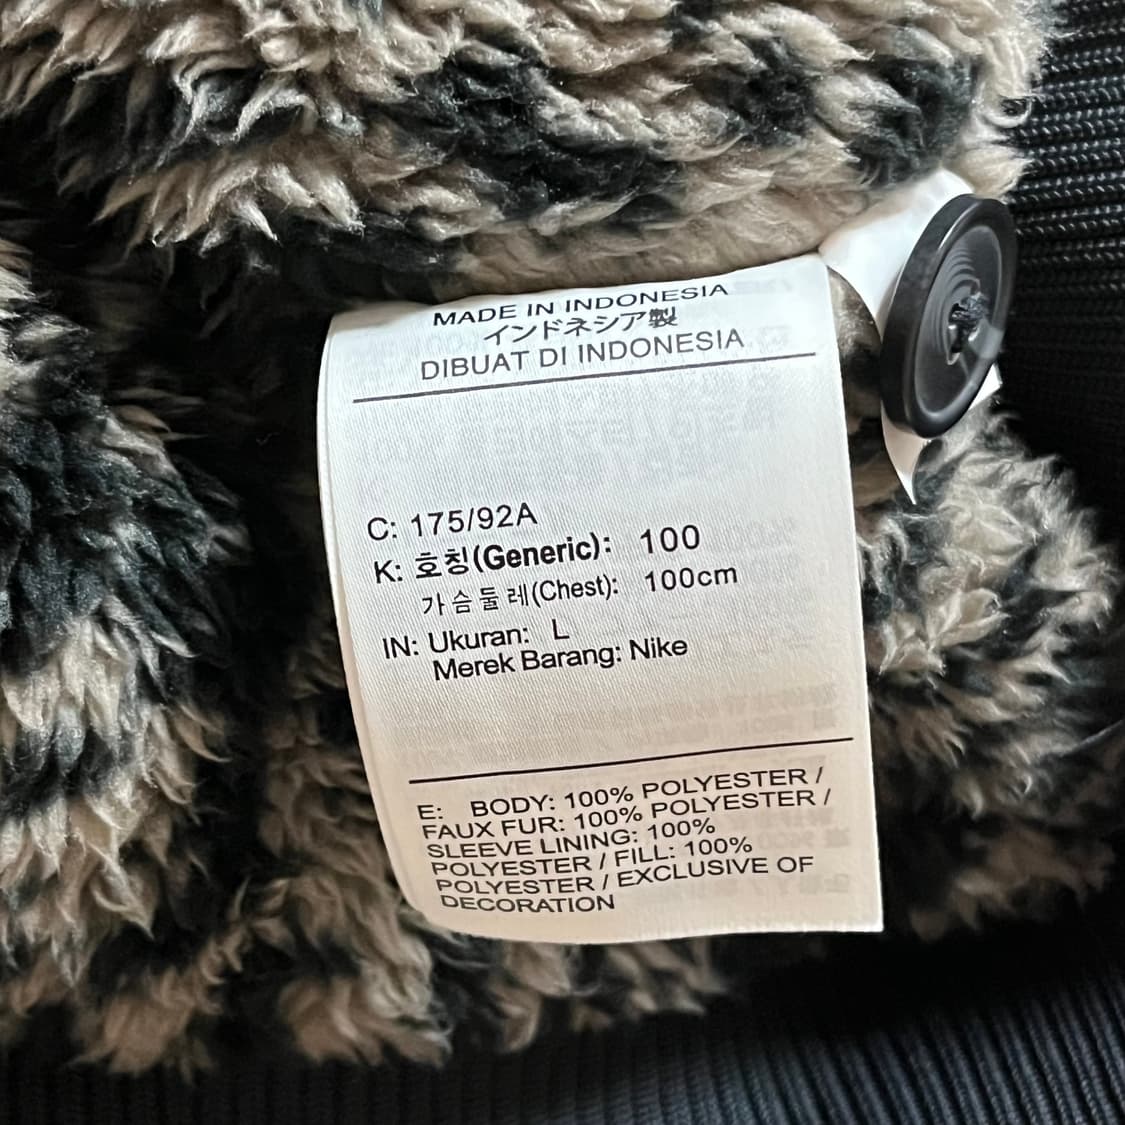 MADE IN INDONESIA
インドネシア製
DIBUAT DI INDONESIA
C: 175/92A
K: 호칭(Generic): 100
가슴둘레(Chest): 100cm
IN: Ukuran: L
Merek Barang: Nike
E: BODY: 100% POLYESTER /
FAUX FUR: 100% POLYESTER /
SLEEVE LINING: 100%
POLYESTER / FILL: 100%
POLYESTER / EXCLUSIVE OF
DECORATION